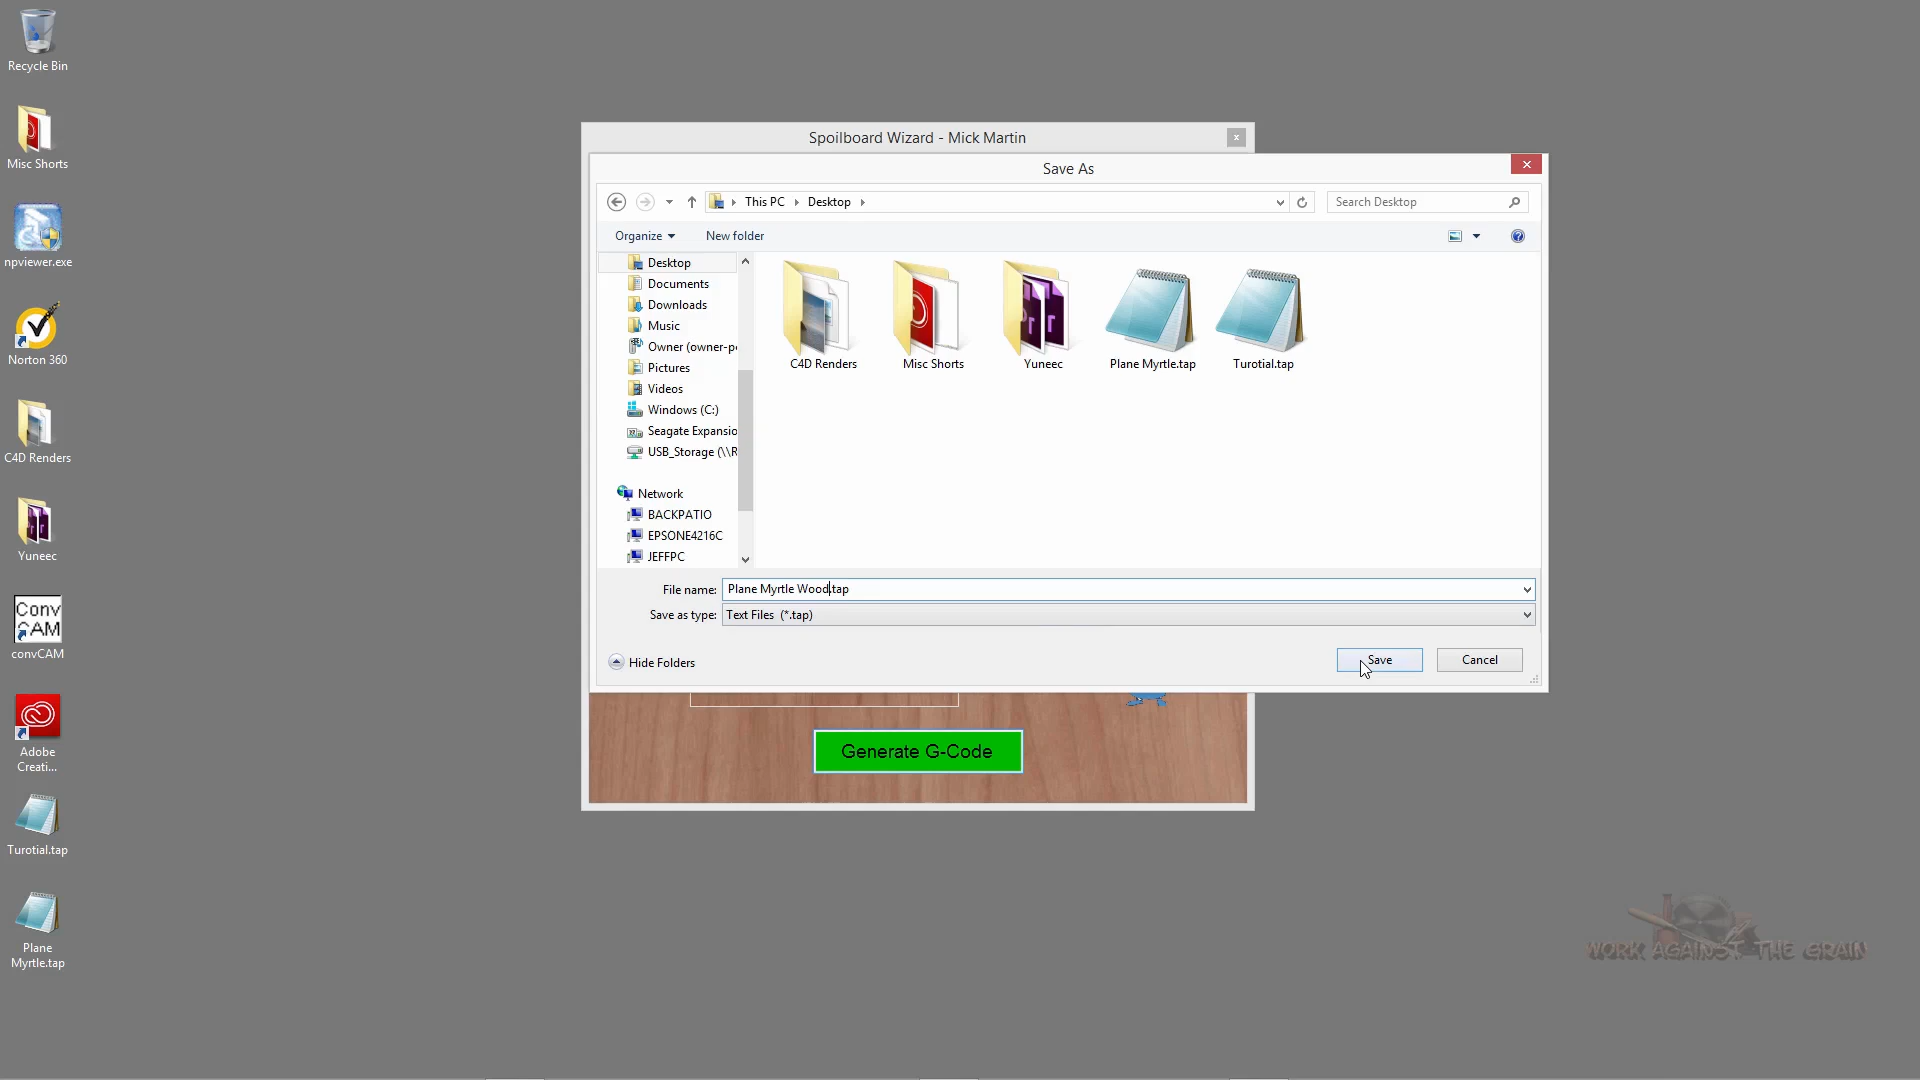 Recycle Bin
Misc Shorts
npviewer.exe
Norton 360
C4D Renders
Yuneec
Conv
CAM
convCAM
Adobe
Creati...
Turotial.tap
Plane
Myrtle.tap
Spoilboard Wizard - Mick Martin
Save As
This PC
Desktop
Search Desktop
Organize
New folder
Desktop
Documents
Downloads
Music
Owner (owner-p
Pictures
Videos
Windows (C:)
Seagate Expansio
USB_Storage (\\R
Network
BACKPATIO
EPSONE4216C
JEFFPC
C4D Renders
Misc Shorts
Yuneec
Plane Myrtle.tap
Turotial.tap
File name: Plane Myrtle Wood.tap
Save as type: Text Files (*.tap)
Hide Folders
Save
Cancel
Generate G-Code
WORK AGAINST THE GRAIN